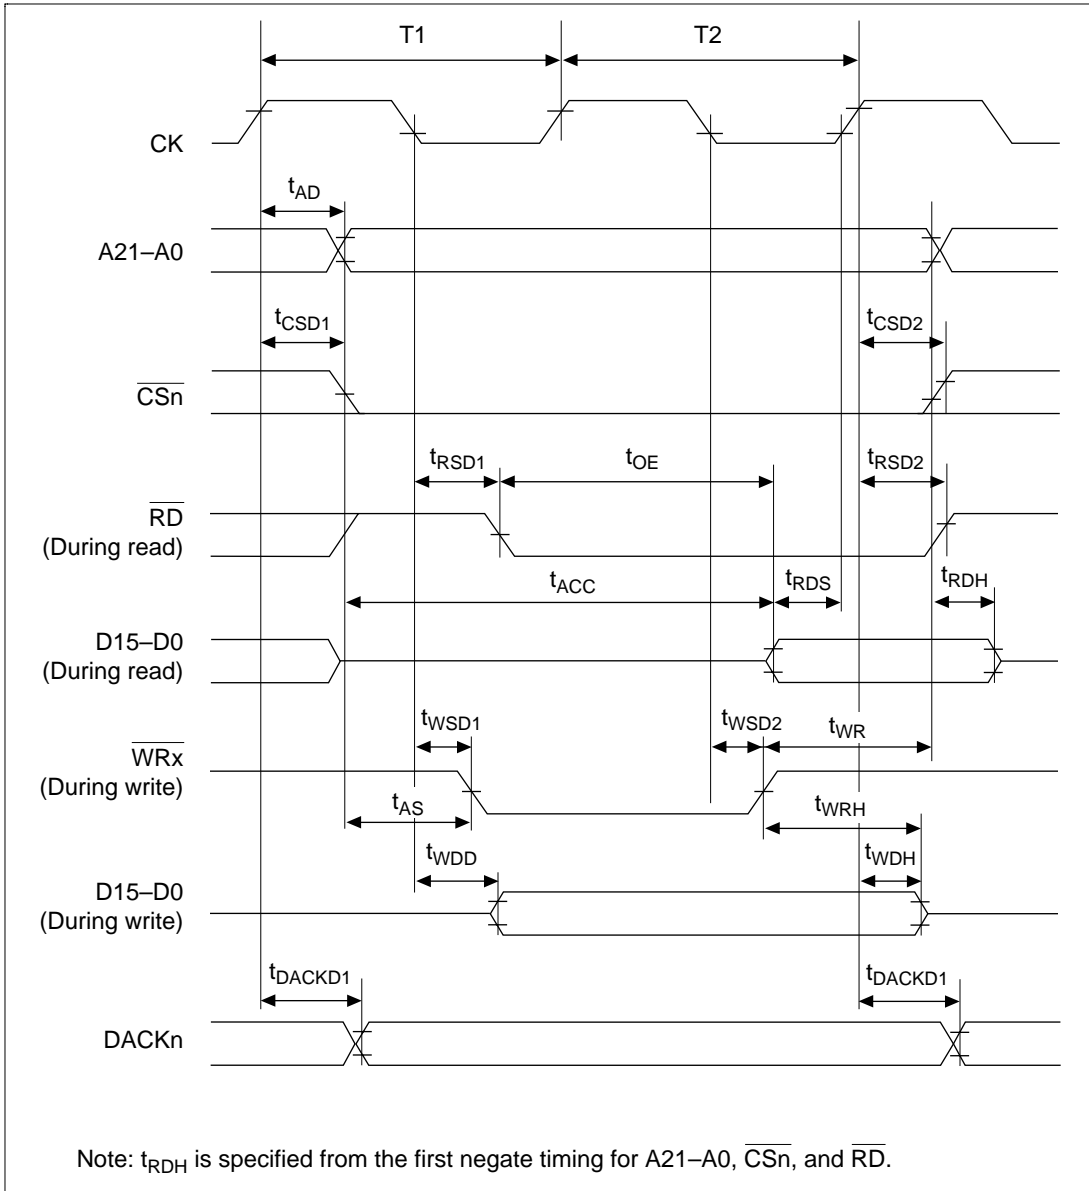 T1 T2
CK
tAD
A21–A0
tCSD1 tCSD2
CSn
tRSD1 tOE tRSD2
RD
(During read)
tACC tRDS tRDH
D15–D0
(During read)
tWSD1 tWSD2 tWR
WRx
(During write)
tAS tWRH
tWDD tWDH
D15–D0
(During write)
tDACKD1 tDACKD1
DACKn
Note: tRDH is specified from the first negate timing for A21–A0, CSn, and RD.